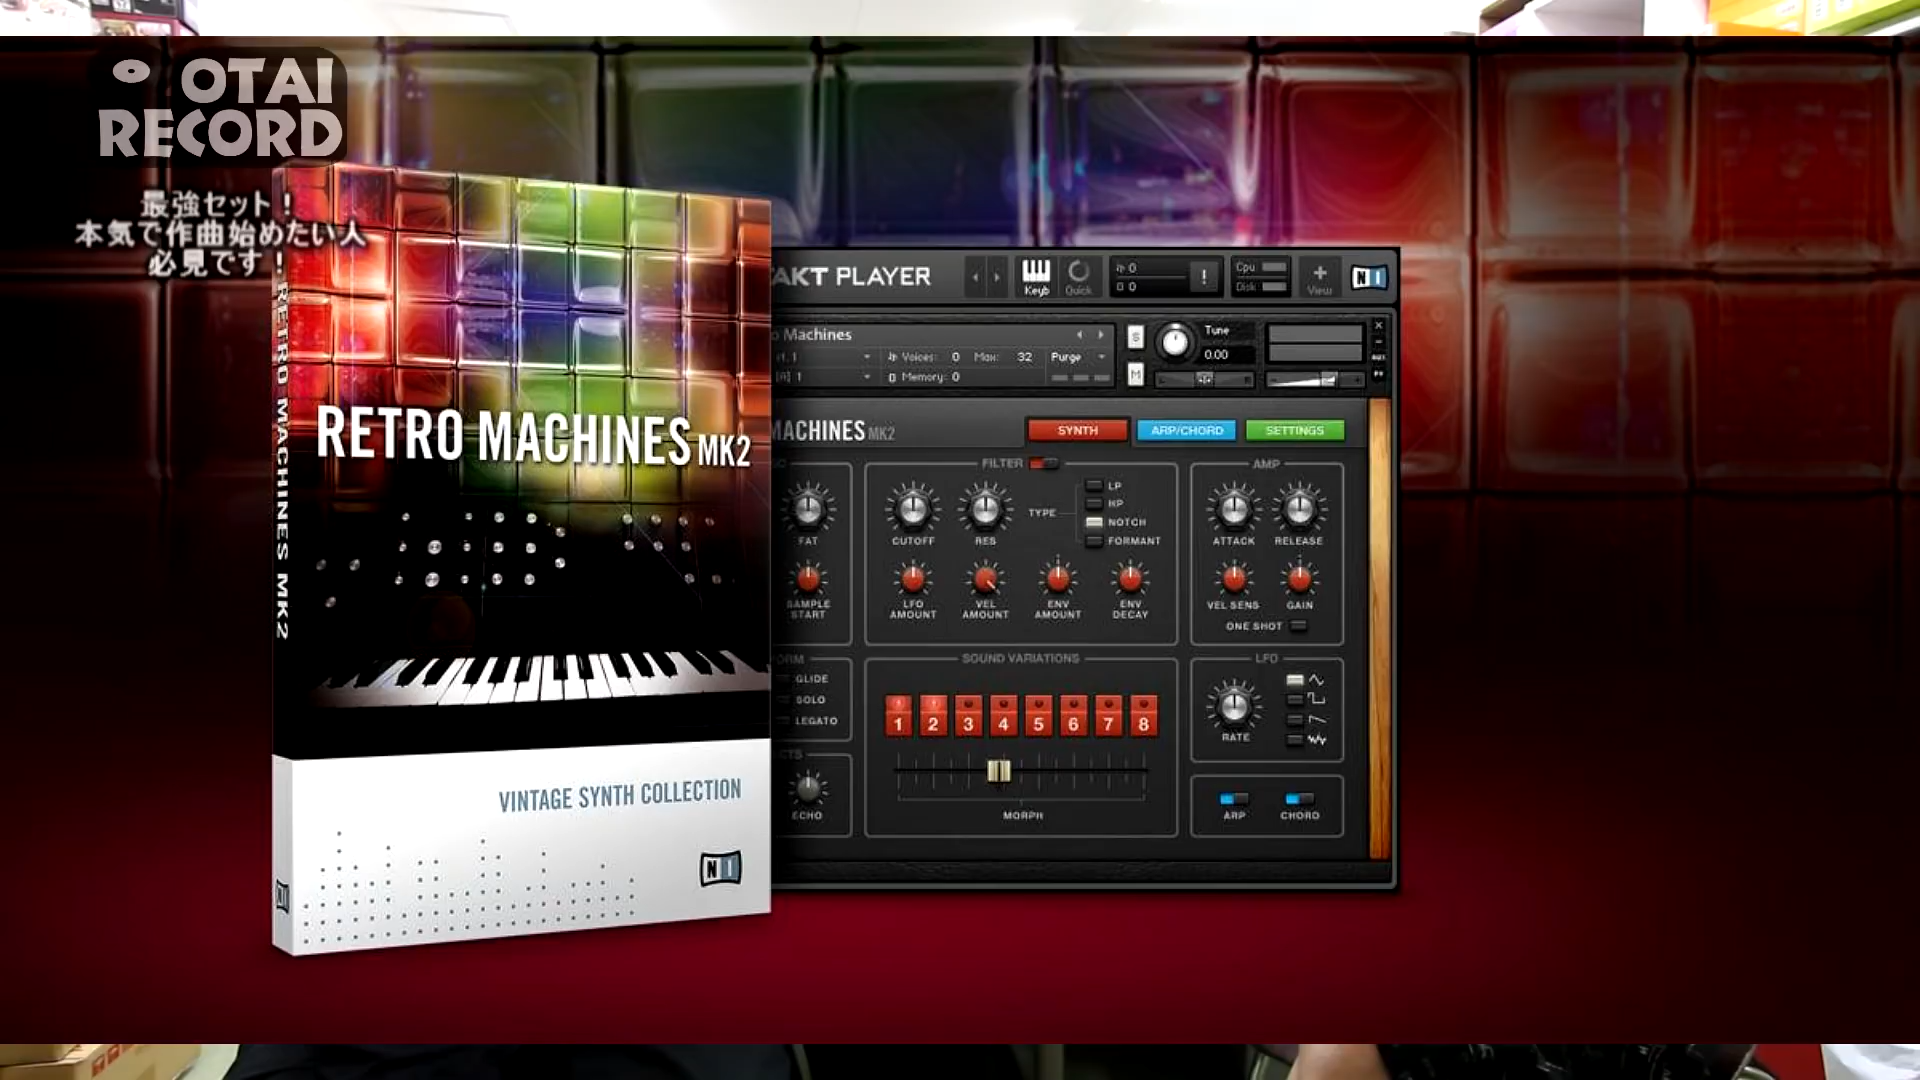 OTAI
RECORD
最強セット！
本気で作曲始めたい人
必見です！
RETRO MACHINES MK2
RETRO MACHINES MK2
VINTAGE SYNTH COLLECTION
NI
AKT PLAYER
Keyb
Quick
0
0
!
Cpu
Disk
View
NI
Machines
Voices: 0 Max: 32 Purge
Memory: 0
S
M
Tune
0.00
MACHINES MK2
SYNTH
ARP/CHORD
SETTINGS
FAT
SAMPLE
START
FILTER
CUTOFF
RES
TYPE
LP
HP
NOTCH
FORMANT
LFO
AMOUNT
VEL
AMOUNT
ENV
AMOUNT
ENV
DECAY
AMP
ATTACK
RELEASE
VEL SENS
GAIN
ONE SHOT
GLIDE
SOLO
LEGATO
ECHO
SOUND VARIATIONS
1 2 3 4 5 6 7 8
MORPH
LFO
RATE
ARP
CHORD